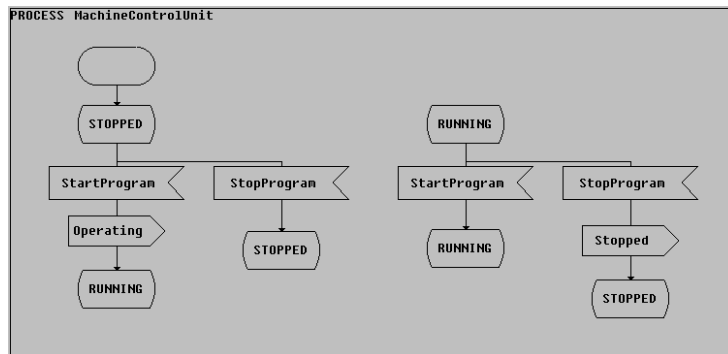 PROCESS MachineControlUnit
STOPPED
RUNNING
StartProgram
StopProgram
StartProgram
StopProgram
Operating
STOPPED
RUNNING
Stopped
RUNNING
STOPPED